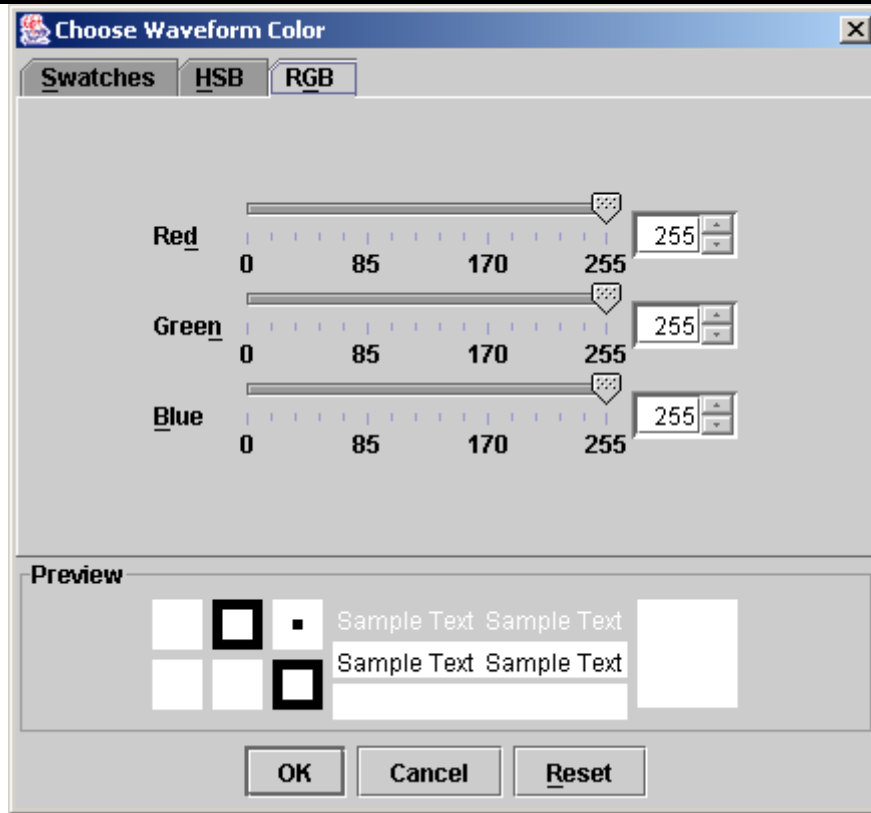 Choose Waveform Color
Swatches HSB RGB
Red 255
0 85 170 255
Green 255
0 85 170 255
Blue 255
0 85 170 255
Preview
Sample Text Sample Text
Sample Text Sample Text
OK Cancel Reset